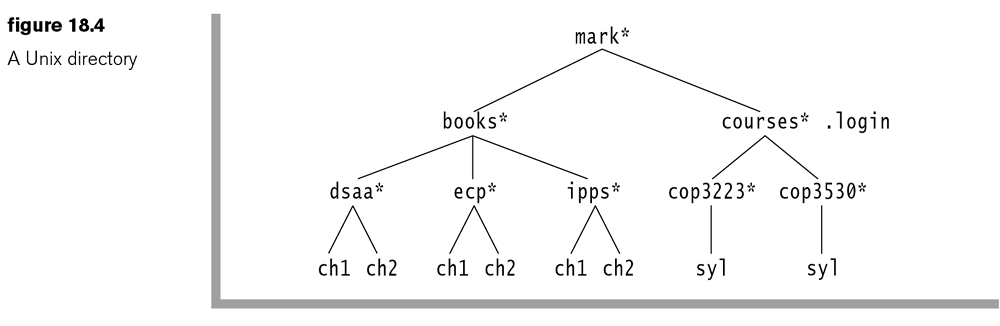 figure 18.4
A Unix directory
mark*
books* courses* .login
dsaa* ecp* ipps* cop3223* cop3530*
ch1 ch2 ch1 ch2 ch1 ch2 syl syl